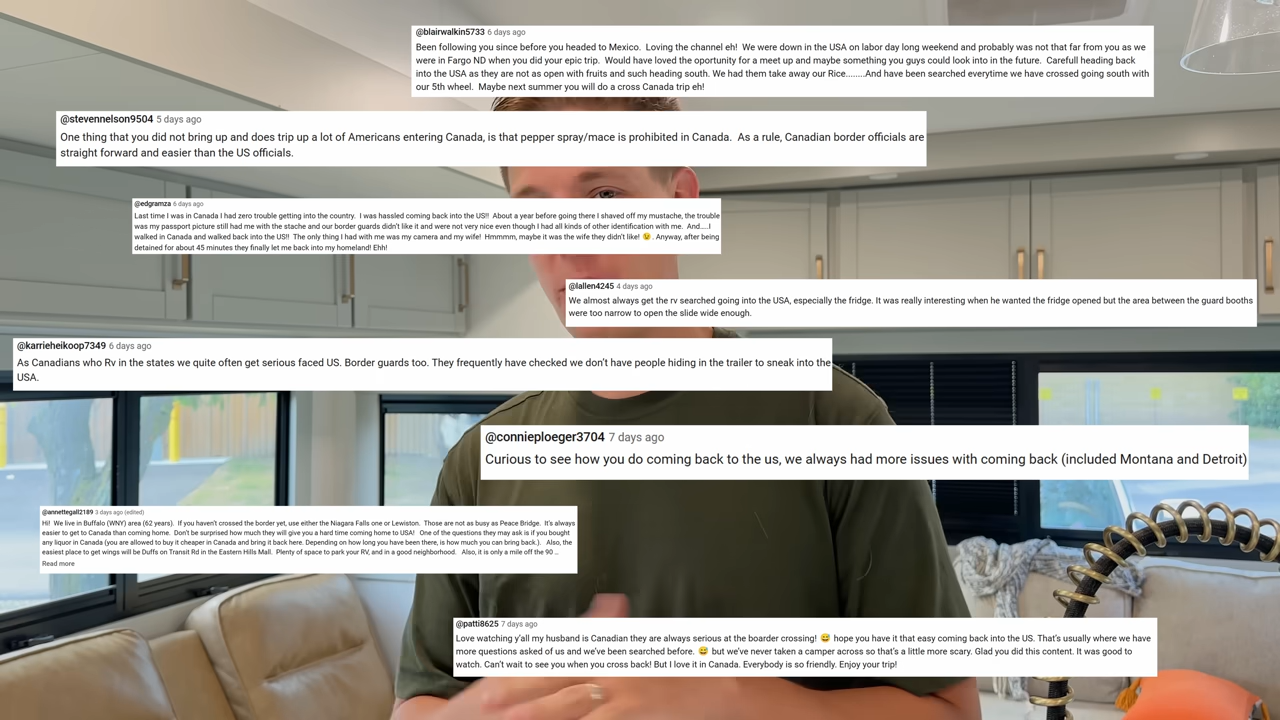 @blairwalkin5733 6 days ago
Been following you since before you headed to Mexico. Loving the channel eh! We were down in the USA on labor day long weekend and probably was not that far from you as we
were in Fargo ND when you did your epic trip. Would have loved the oportunity for a meet up and maybe something you guys could look into in the future. Carefull heading back
into the USA as they are not as open with fruits and such heading south. We had them take away our Rice........And have been searched everytime we have crossed going south with
our 5th wheel. Maybe next summer you will do a cross Canada trip eh!
@stevennelson9504 5 days ago
One thing that you did not bring up and does trip up a lot of Americans entering Canada, is that pepper spray/mace is prohibited in Canada. As a rule, Canadian border officials are
straight forward and easier than the US officials.
@edgramza 6 days ago
Last time I was in Canada I had zero trouble getting into the country. I was hassled coming back into the US!! About a year before going there I shaved off my mustache, the trouble
was my passport picture still had me with the stache and our border guards didn't like it and were not very nice even though I had all kinds of other identification with me. And.....I
walked in Canada and walked back into the US!! The only thing I had with me was my camera and my wife! Hmmmm, maybe it was the wife they didn't like! 😉 . Anyway, after being
detained for about 45 minutes they finally let me back into my homeland! Ehh!
@lallen4245 4 days ago
We almost always get the rv searched going into the USA, especially the fridge. It was really interesting when he wanted the fridge opened but the area between the guard booths
were too narrow to open the slide wide enough.
@karrieheikoop7349 6 days ago
As Canadians who Rv in the states we quite often get serious faced US. Border guards too. They frequently have checked we don't have people hiding in the trailer to sneak into the
USA.
@connieploeger3704 7 days ago
Curious to see how you do coming back to the us, we always had more issues with coming back (included Montana and Detroit)
@annettegall2189 3 days ago (edited)
Hi! We live in Buffalo (WNY) area (62 years). If you haven't crossed the border yet, use either the Niagara Falls one or Lewiston. Those are not as busy as Peace Bridge. It's always
easier to get to Canada than coming home. Don't be surprised how much they will give you a hard time coming home to USA! One of the questions they may ask is if you bought
any liquor in Canada (you are allowed to buy it cheaper in Canada and bring it back here. Depending on how long you have been there, is how much you can bring back.). Also, the
easiest place to get wings will be Duffs on Transit Rd in the Eastern Hills Mall. Plenty of space to park your RV, and in a good neighborhood. Also, it is only a mile off the 90 ...
Read more
@patti8625 7 days ago
Love watching y'all my husband is Canadian they are always serious at the boarder crossing! 😅 hope you have it that easy coming back into the US. That's usually where we have
more questions asked of us and we've been searched before. 😅 but we've never taken a camper across so that's a little more scary. Glad you did this content. It was good to
watch. Can't wait to see you when you cross back! But I love it in Canada. Everybody is so friendly. Enjoy your trip!